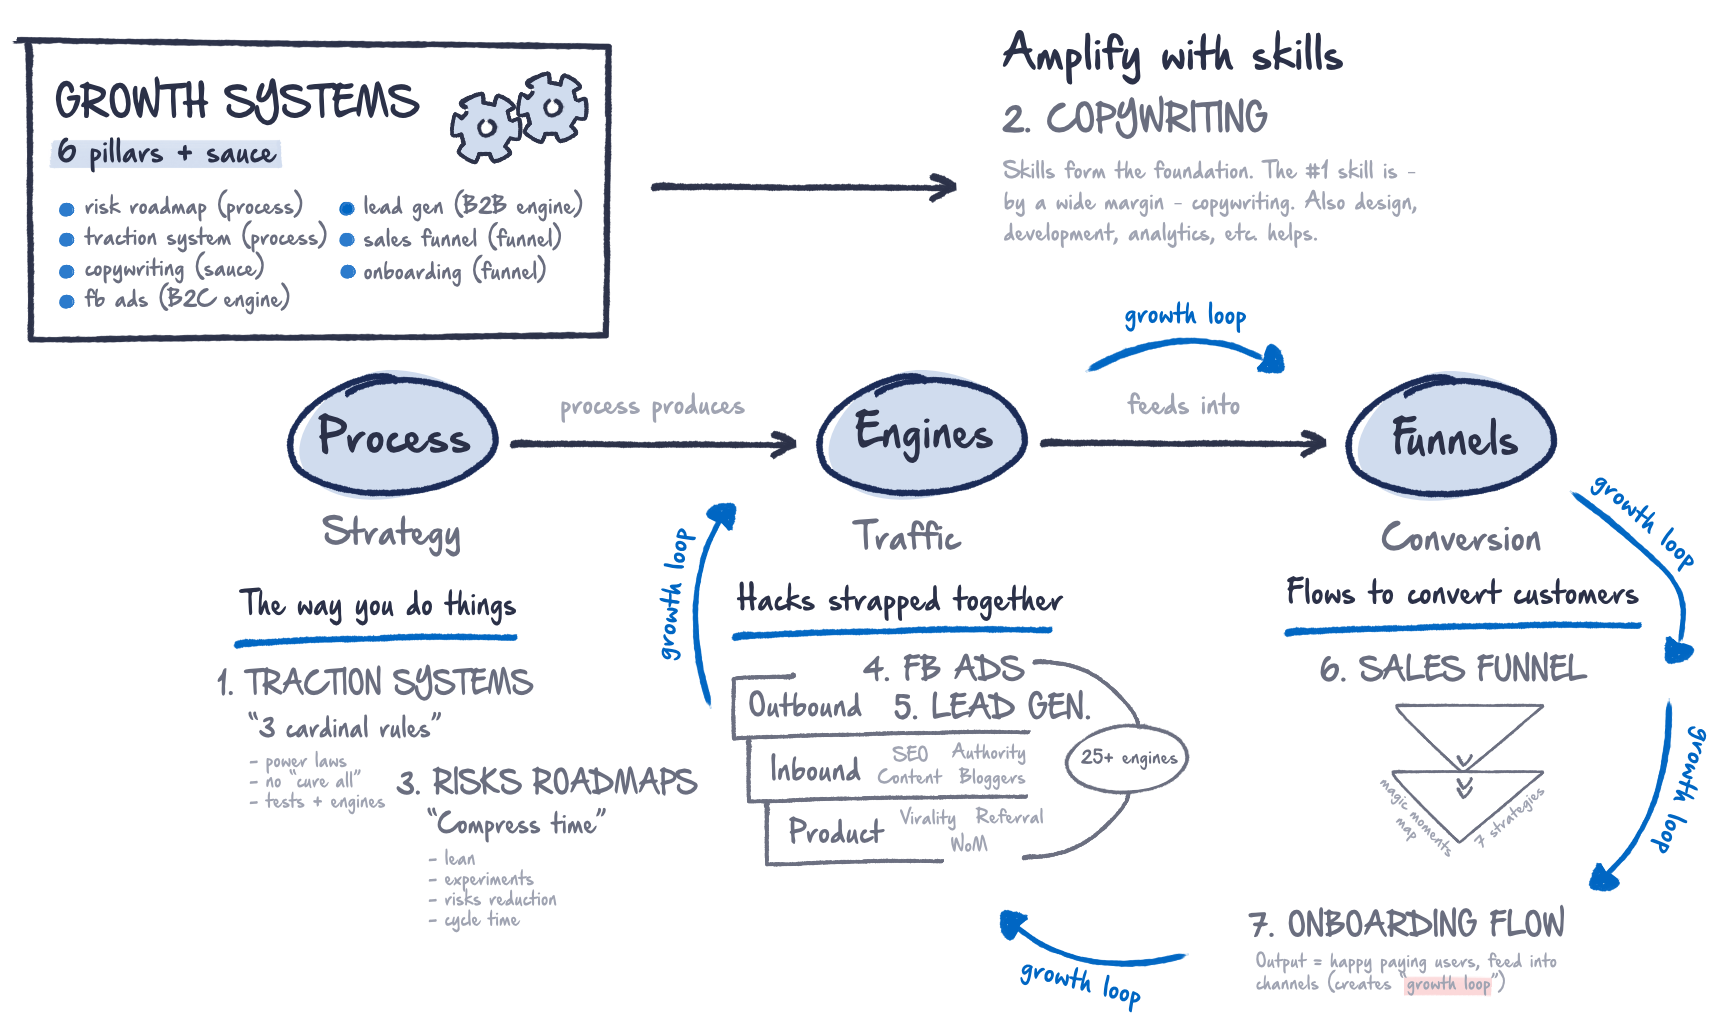 GROWTH SYSTEMS
6 pillars + sauce
risk roadmap (process)
traction system (process)
copywriting (sauce)
fb ads (B2C engine)
lead gen (B2B engine)
sales funnel (funnel)
onboarding (funnel)
Amplify with skills
2. COPYWRITING
Skills form the foundation. The #1 skill is -
by a wide margin - copywriting. Also design,
development, analytics, etc. helps.
growth loop
Process
process produces
Engines
feeds into
Funnels
growth loop
Strategy
Traffic
Conversion
growth loop
The way you do things
Hacks strapped together
Flows to convert customers
1. TRACTION SYSTEMS
"3 cardinal rules"
- power laws
- no "cure all"
- tests + engines
3. RISKS ROADMAPS
"Compress time"
- lean
- experiments
- risks reduction
- cycle time
4. FB ADS
Outbound
5. LEAD GEN.
Inbound
SEO Authority
Content Bloggers
25+ engines
Product
Virality Referral
WoM
6. SALES FUNNEL
magic moments
map
7 strategies
growth loop
7. ONBOARDING FLOW
Output = happy paying users, feed into
channels (creates "growth loop")
growth loop